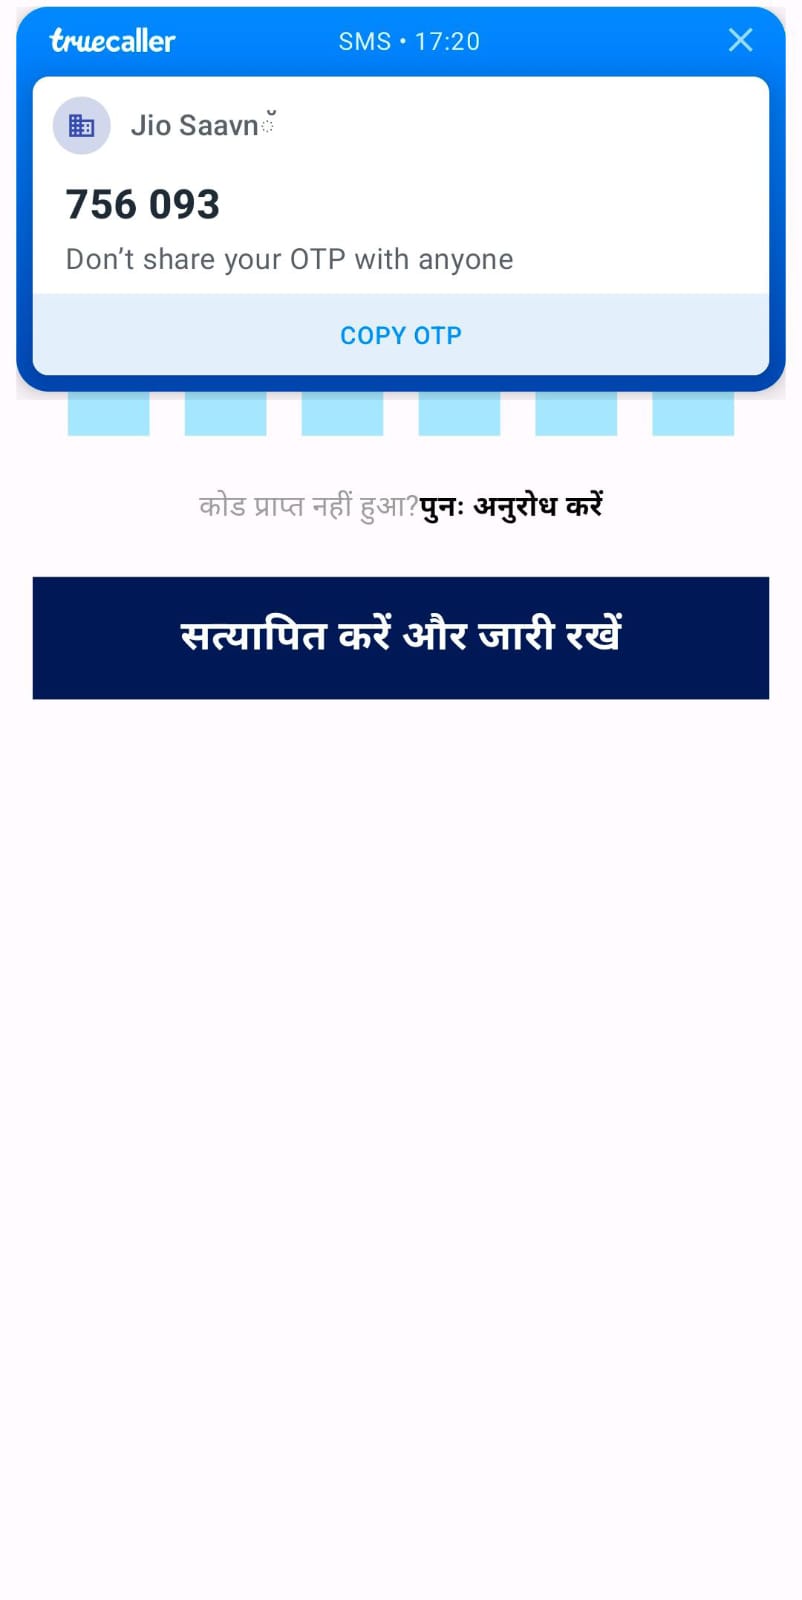 truecaller SMS • 17:20
Jio Saavnॅ
756 093
Don’t share your OTP with anyone
COPY OTP
कोड प्राप्त नहीं हुआ?पुनः अनुरोध करें
सत्यापित करें और जारी रखें